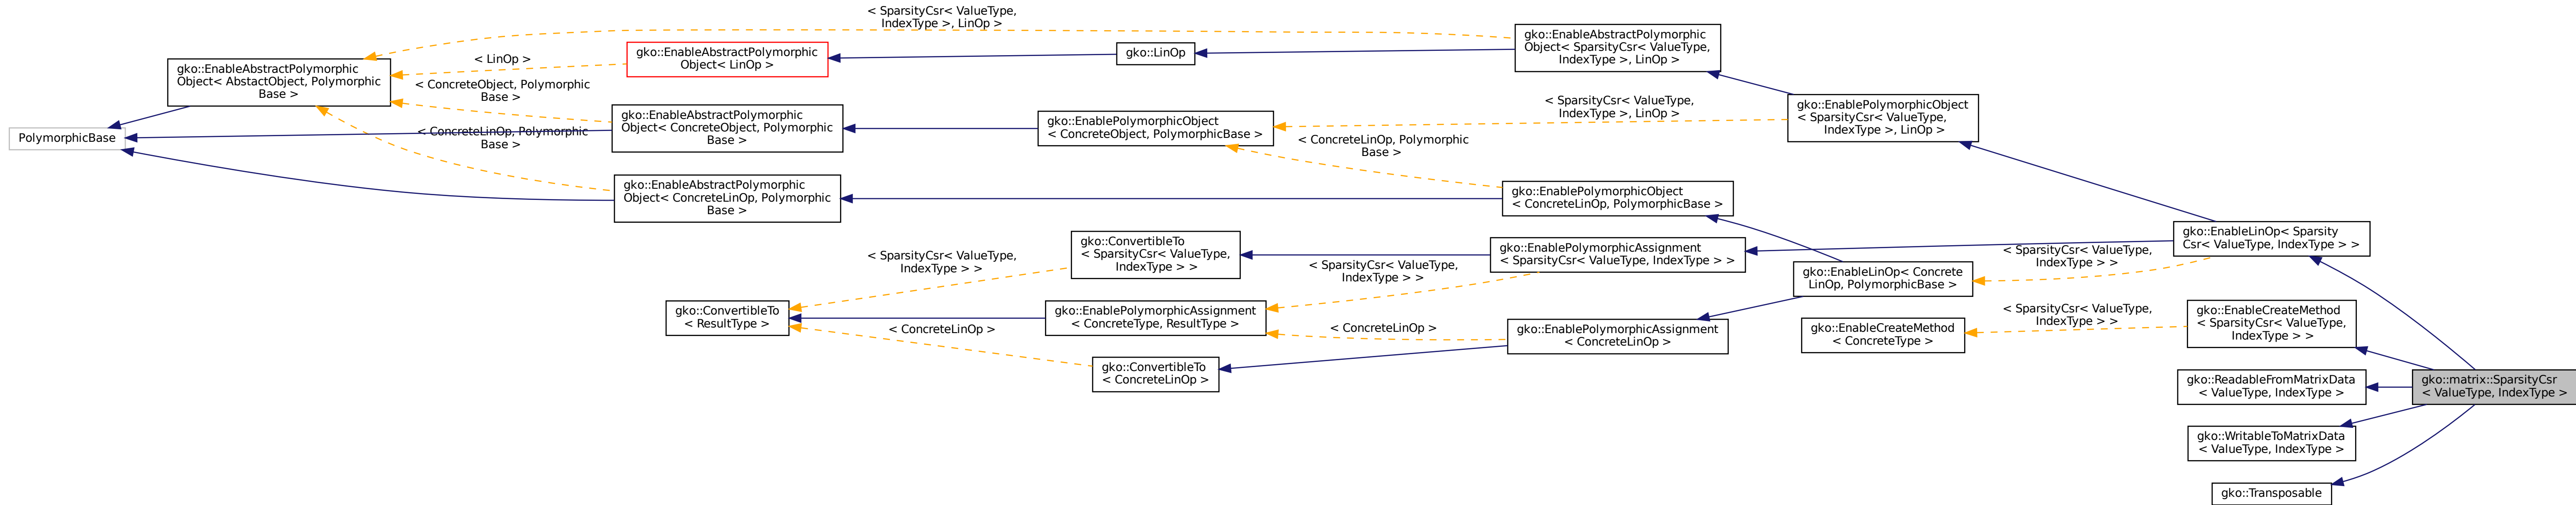 PolymorphicBase
gko::EnableAbstractPolymorphic
Object< AbstactObject, Polymorphic
Base >
< SparsityCsr< ValueType,
IndexType >, LinOp >
< LinOp >
< ConcreteObject, Polymorphic
Base >
< ConcreteLinOp, Polymorphic
Base >
gko::EnableAbstractPolymorphic
Object< LinOp >
gko::EnableAbstractPolymorphic
Object< ConcreteObject, Polymorphic
Base >
gko::EnableAbstractPolymorphic
Object< ConcreteLinOp, Polymorphic
Base >
gko::LinOp
gko::EnableAbstractPolymorphic
Object< SparsityCsr< ValueType,
IndexType >, LinOp >
gko::EnablePolymorphicObject
< ConcreteObject, PolymorphicBase >
< SparsityCsr< ValueType,
IndexType >, LinOp >
< ConcreteLinOp, Polymorphic
Base >
gko::EnablePolymorphicObject
< SparsityCsr< ValueType,
IndexType >, LinOp >
gko::EnablePolymorphicObject
< ConcreteLinOp, PolymorphicBase >
gko::ConvertibleTo
< ResultType >
< SparsityCsr< ValueType,
IndexType > >
< ConcreteLinOp >
gko::ConvertibleTo
< SparsityCsr< ValueType,
IndexType > >
gko::EnablePolymorphicAssignment
< ConcreteType, ResultType >
gko::ConvertibleTo
< ConcreteLinOp >
< SparsityCsr< ValueType,
IndexType > >
< ConcreteLinOp >
gko::EnablePolymorphicAssignment
< SparsityCsr< ValueType, IndexType > >
gko::EnablePolymorphicAssignment
< ConcreteLinOp >
gko::EnableLinOp< Concrete
LinOp, PolymorphicBase >
gko::EnableCreateMethod
< ConcreteType >
< SparsityCsr< ValueType,
IndexType > >
< SparsityCsr< ValueType,
IndexType > >
gko::EnableLinOp< Sparsity
Csr< ValueType, IndexType > >
gko::EnableCreateMethod
< SparsityCsr< ValueType,
IndexType > >
gko::ReadableFromMatrixData
< ValueType, IndexType >
gko::WritableToMatrixData
< ValueType, IndexType >
gko::Transposable
gko::matrix::SparsityCsr
< ValueType, IndexType >